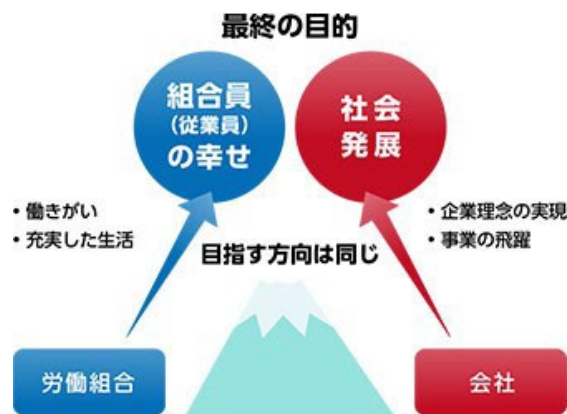 最終の目的
組合員
(従業員)
の幸せ
社会
発展
• 働きがい
• 充実した生活
• 企業理念の実現
• 事業の飛躍
目指す方向は同じ
労働組合
会社